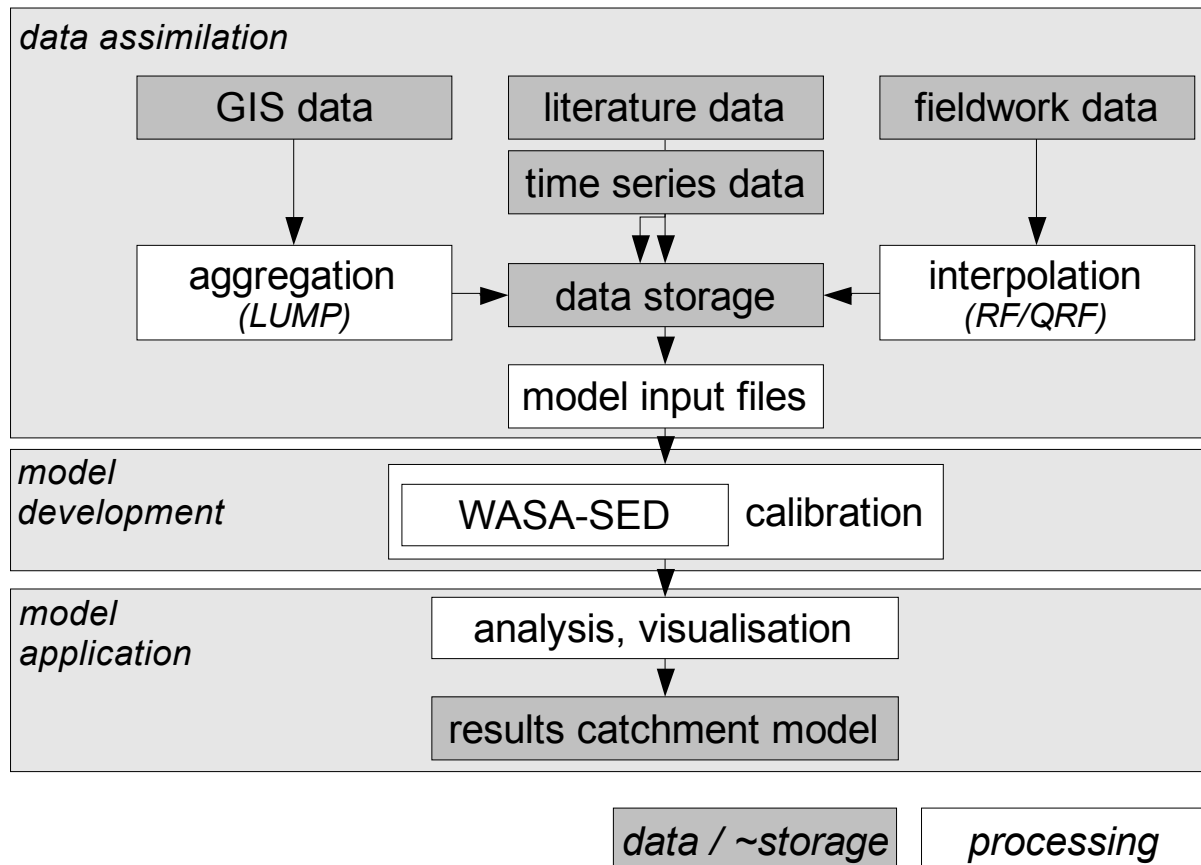 data assimilation
GIS data
literature data
fieldwork data
time series data
aggregation
(LUMP)
data storage
interpolation
(RF/QRF)
model input files
model
development
WASA-SED
calibration
model
application
analysis, visualisation
results catchment model
data / ~storage
processing